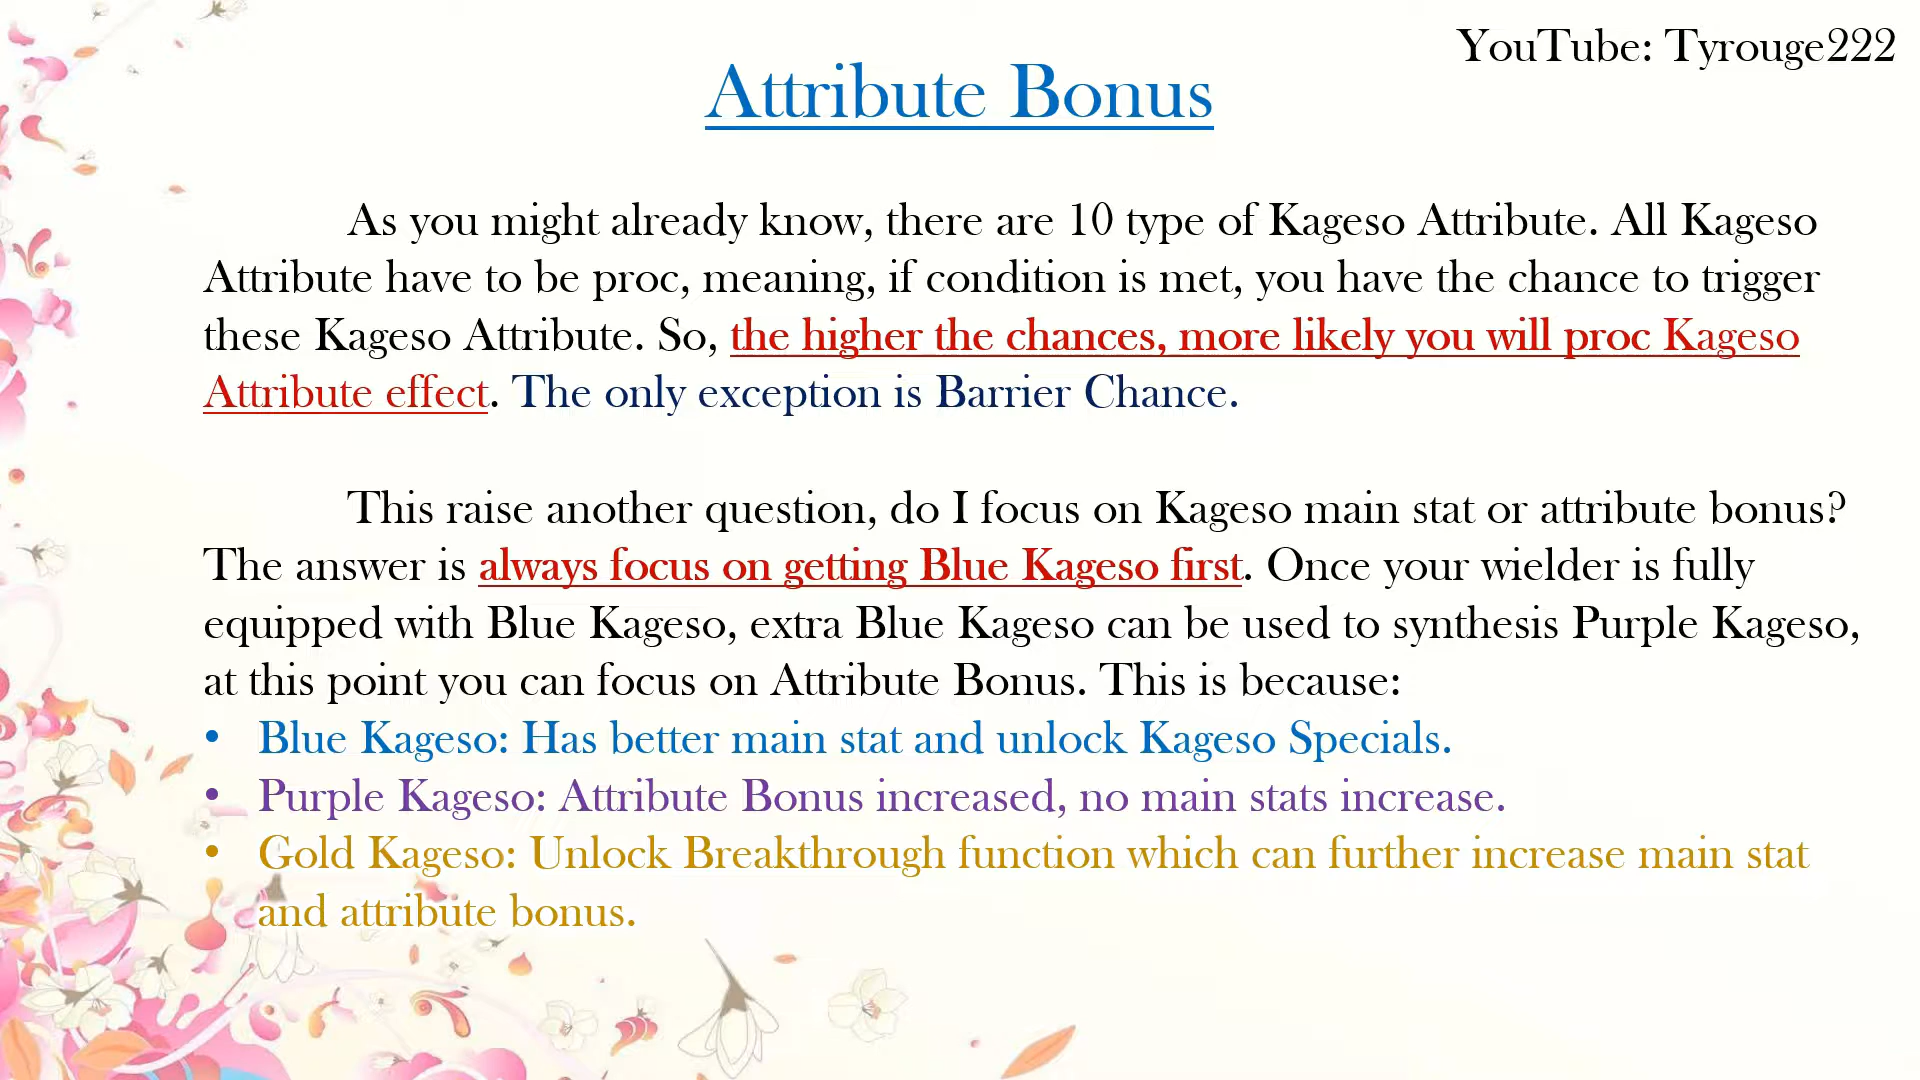 YouTube: Tyrouge222
Attribute Bonus
As you might already know, there are 10 type of Kageso Attribute. All Kageso
Attribute have to be proc, meaning, if condition is met, you have the chance to trigger
these Kageso Attribute. So, the higher the chances, more likely you will proc Kageso
Attribute effect. The only exception is Barrier Chance.
This raise another question, do I focus on Kageso main stat or attribute bonus?
The answer is always focus on getting Blue Kageso first. Once your wielder is fully
equipped with Blue Kageso, extra Blue Kageso can be used to synthesis Purple Kageso,
at this point you can focus on Attribute Bonus. This is because:
• Blue Kageso: Has better main stat and unlock Kageso Specials.
• Purple Kageso: Attribute Bonus increased, no main stats increase.
• Gold Kageso: Unlock Breakthrough function which can further increase main stat
and attribute bonus.